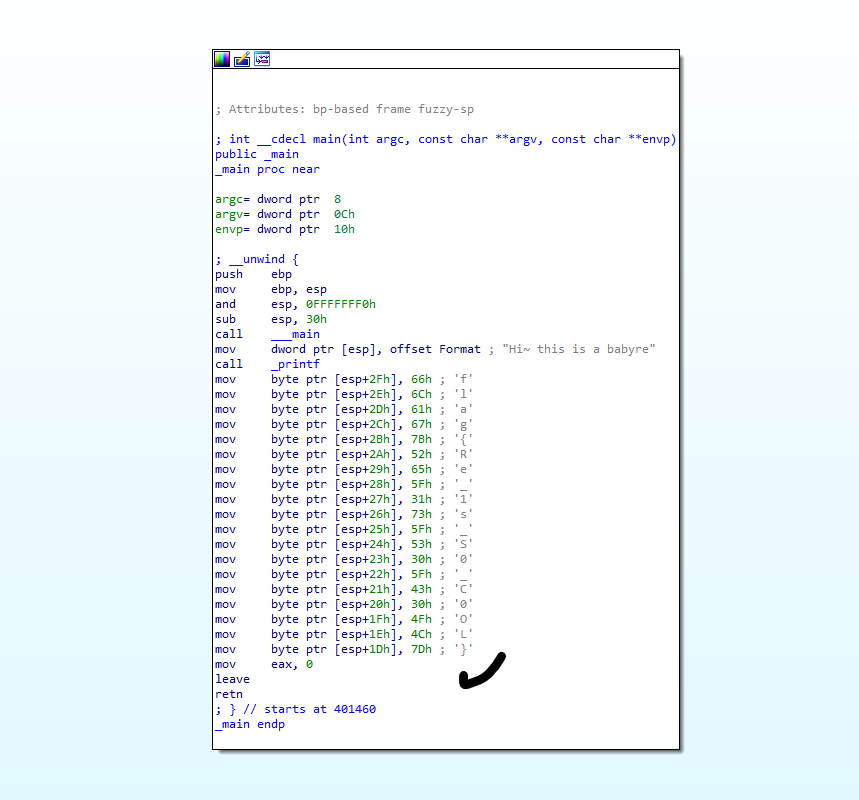 ; Attributes: bp-based frame fuzzy-sp
; int __cdecl main(int argc, const char **argv, const char **envp)
public _main
_main proc near
argc= dword ptr  8
argv= dword ptr  0Ch
envp= dword ptr  10h
; __unwind {
push    ebp
mov     ebp, esp
and     esp, 0FFFFFFF0h
sub     esp, 30h
call    ___main
mov     dword ptr [esp], offset Format ; "Hi~ this is a babyre"
call    _printf
mov     byte ptr [esp+2Fh], 66h ; 'f'
mov     byte ptr [esp+2Eh], 6Ch ; 'l'
mov     byte ptr [esp+2Dh], 61h ; 'a'
mov     byte ptr [esp+2Ch], 67h ; 'g'
mov     byte ptr [esp+2Bh], 7Bh ; '{'
mov     byte ptr [esp+2Ah], 52h ; 'R'
mov     byte ptr [esp+29h], 65h ; 'e'
mov     byte ptr [esp+28h], 5Fh ; '_'
mov     byte ptr [esp+27h], 31h ; '1'
mov     byte ptr [esp+26h], 73h ; 's'
mov     byte ptr [esp+25h], 5Fh ; '_'
mov     byte ptr [esp+24h], 53h ; 'S'
mov     byte ptr [esp+23h], 30h ; '0'
mov     byte ptr [esp+22h], 5Fh ; '_'
mov     byte ptr [esp+21h], 43h ; 'C'
mov     byte ptr [esp+20h], 30h ; '0'
mov     byte ptr [esp+1Fh], 4Fh ; 'O'
mov     byte ptr [esp+1Eh], 4Ch ; 'L'
mov     byte ptr [esp+1Dh], 7Dh ; '}'
mov     eax, 0
leave
retn
; } // starts at 401460
_main endp